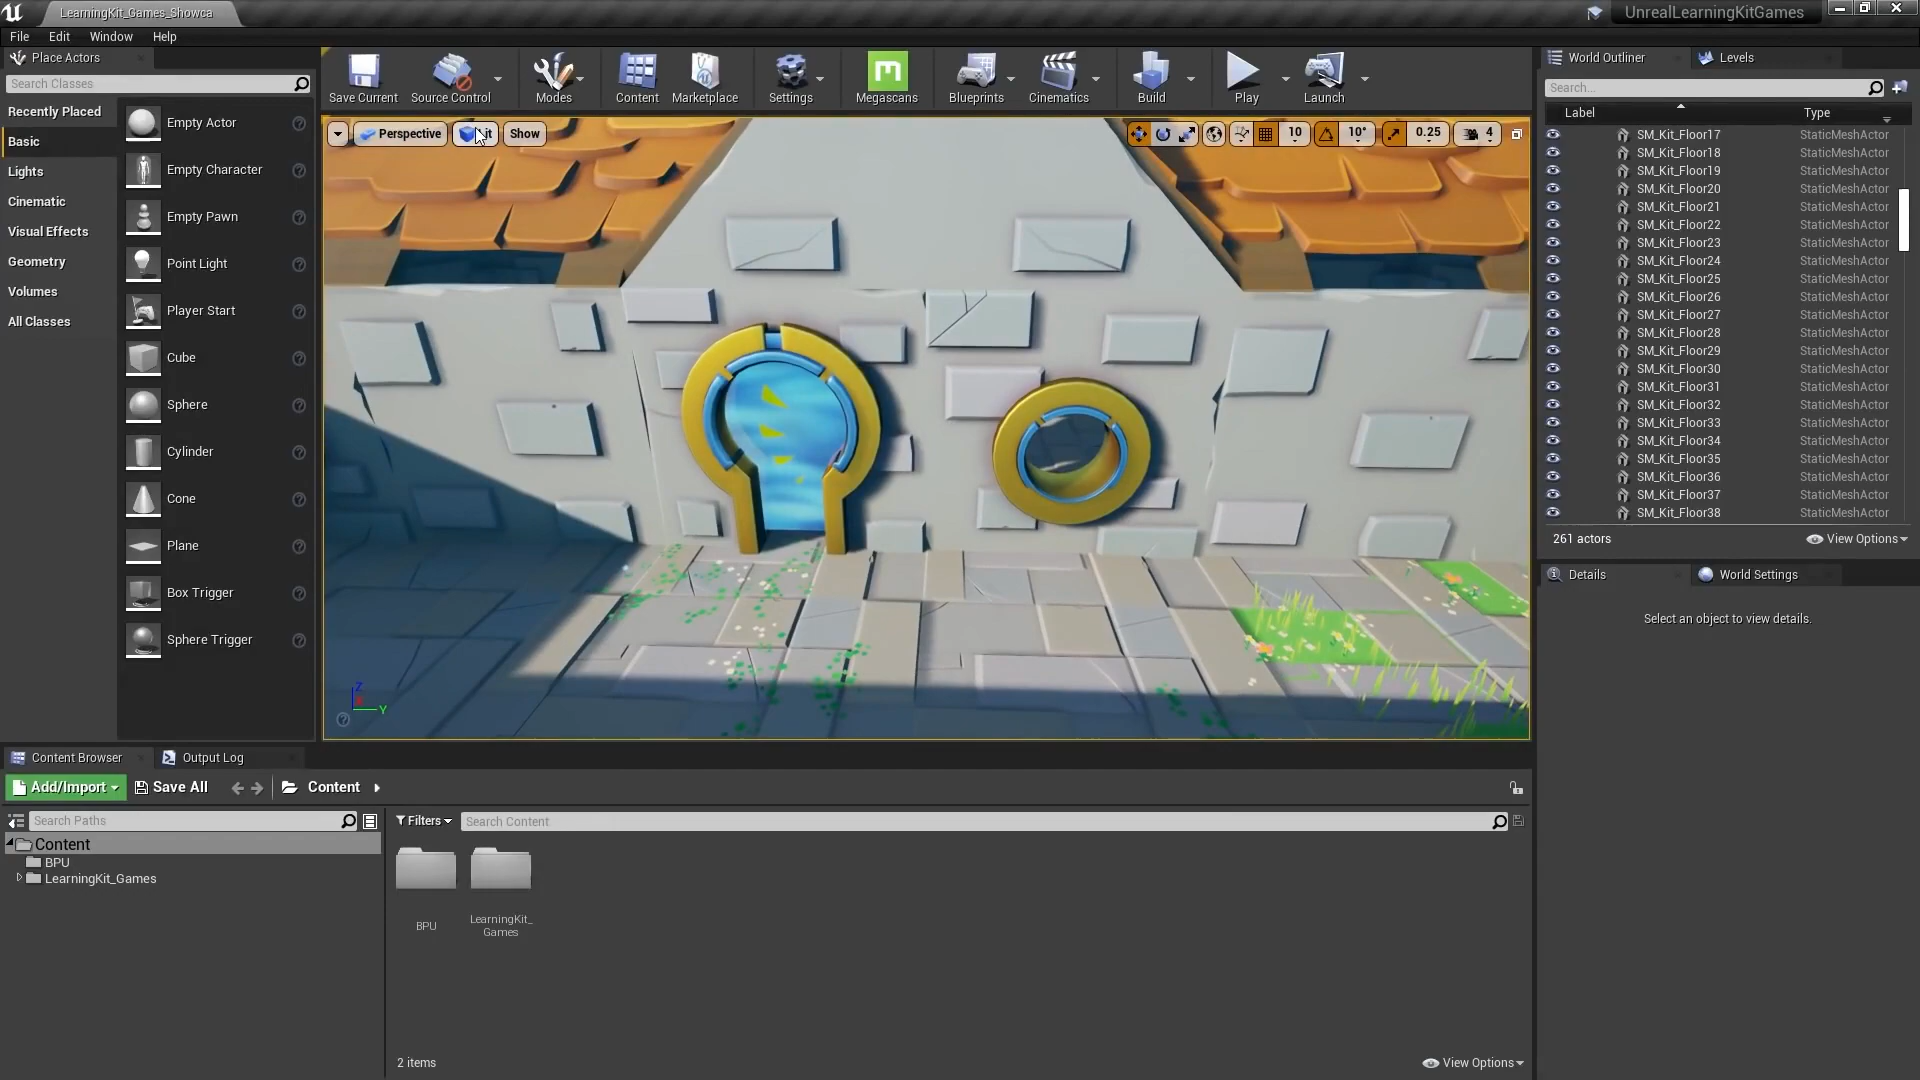 LearningKit_Games_Showca
UnrealLearningKitGames
File Edit Window Help
Place Actors
Search Classes
Recently Placed
Basic
Lights
Cinematic
Visual Effects
Geometry
Volumes
All Classes
Empty Actor
Empty Character
Empty Pawn
Point Light
Player Start
Cube
Sphere
Cylinder
Cone
Plane
Box Trigger
Sphere Trigger
Save Current Source Control Modes Content Marketplace Settings Megascans Blueprints Cinematics Build Play Launch
Perspective Show 10 10° 0.25 4
Z
Y
World Outliner Levels
Search...
Label Type
SM_Kit_Floor17 StaticMeshActor
SM_Kit_Floor18 StaticMeshActor
SM_Kit_Floor19 StaticMeshActor
SM_Kit_Floor20 StaticMeshActor
SM_Kit_Floor21 StaticMeshActor
SM_Kit_Floor22 StaticMeshActor
SM_Kit_Floor23 StaticMeshActor
SM_Kit_Floor24 StaticMeshActor
SM_Kit_Floor25 StaticMeshActor
SM_Kit_Floor26 StaticMeshActor
SM_Kit_Floor27 StaticMeshActor
SM_Kit_Floor28 StaticMeshActor
SM_Kit_Floor29 StaticMeshActor
SM_Kit_Floor30 StaticMeshActor
SM_Kit_Floor31 StaticMeshActor
SM_Kit_Floor32 StaticMeshActor
SM_Kit_Floor33 StaticMeshActor
SM_Kit_Floor34 StaticMeshActor
SM_Kit_Floor35 StaticMeshActor
SM_Kit_Floor36 StaticMeshActor
SM_Kit_Floor37 StaticMeshActor
SM_Kit_Floor38 StaticMeshActor
261 actors View Options
Details World Settings
Select an object to view details.
Content Browser Output Log
Add/Import Save All Content
Search Paths
Content
BPU
LearningKit_Games
Filters Search Content
BPU
LearningKit_
Games
2 items View Options